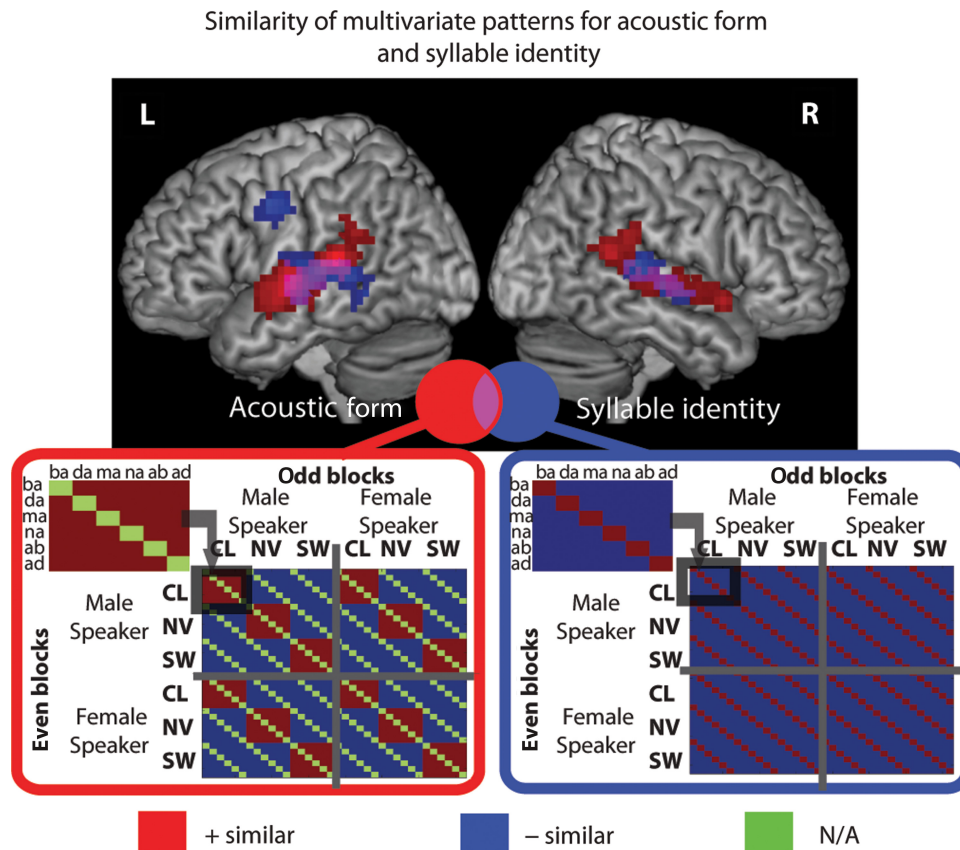 Similarity of multivariate patterns for acoustic form
and syllable identity
L
R
Acoustic form
Syllable identity
ba da ma na ab ad
ba
da
ma
na
ab
ad
Odd blocks
Male
Speaker
Female
Speaker
CL NV SW CL NV SW
Even blocks
Male
Speaker
CL
NV
SW
Female
Speaker
CL
NV
SW
ba da ma na ab ad
ba
da
ma
na
ab
ad
Odd blocks
Male
Speaker
Female
Speaker
CL NV SW CL NV SW
Even blocks
Male
Speaker
CL
NV
SW
Female
Speaker
CL
NV
SW
+ similar
– similar
N/A